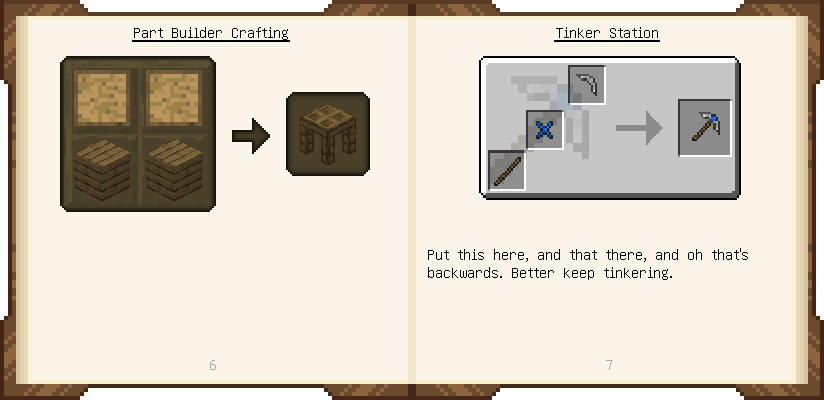 Part Builder Crafting
6
Tinker Station
Put this here, and that there, and oh that's
backwards. Better keep tinkering.
7